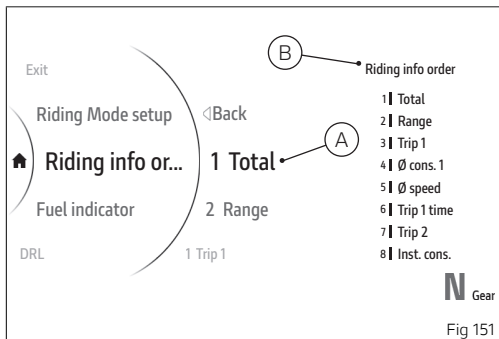 Exit
Riding Mode setup
Riding info or...
Fuel indicator
DRL
◁Back
1 Total
2 Range
1 Trip 1
A
B
Riding info order
1 Total
2 Range
3 Trip 1
4 Ø cons. 1
5 Ø speed
6 Trip 1 time
7 Trip 2
8 Inst. cons.
N Gear
Fig 151